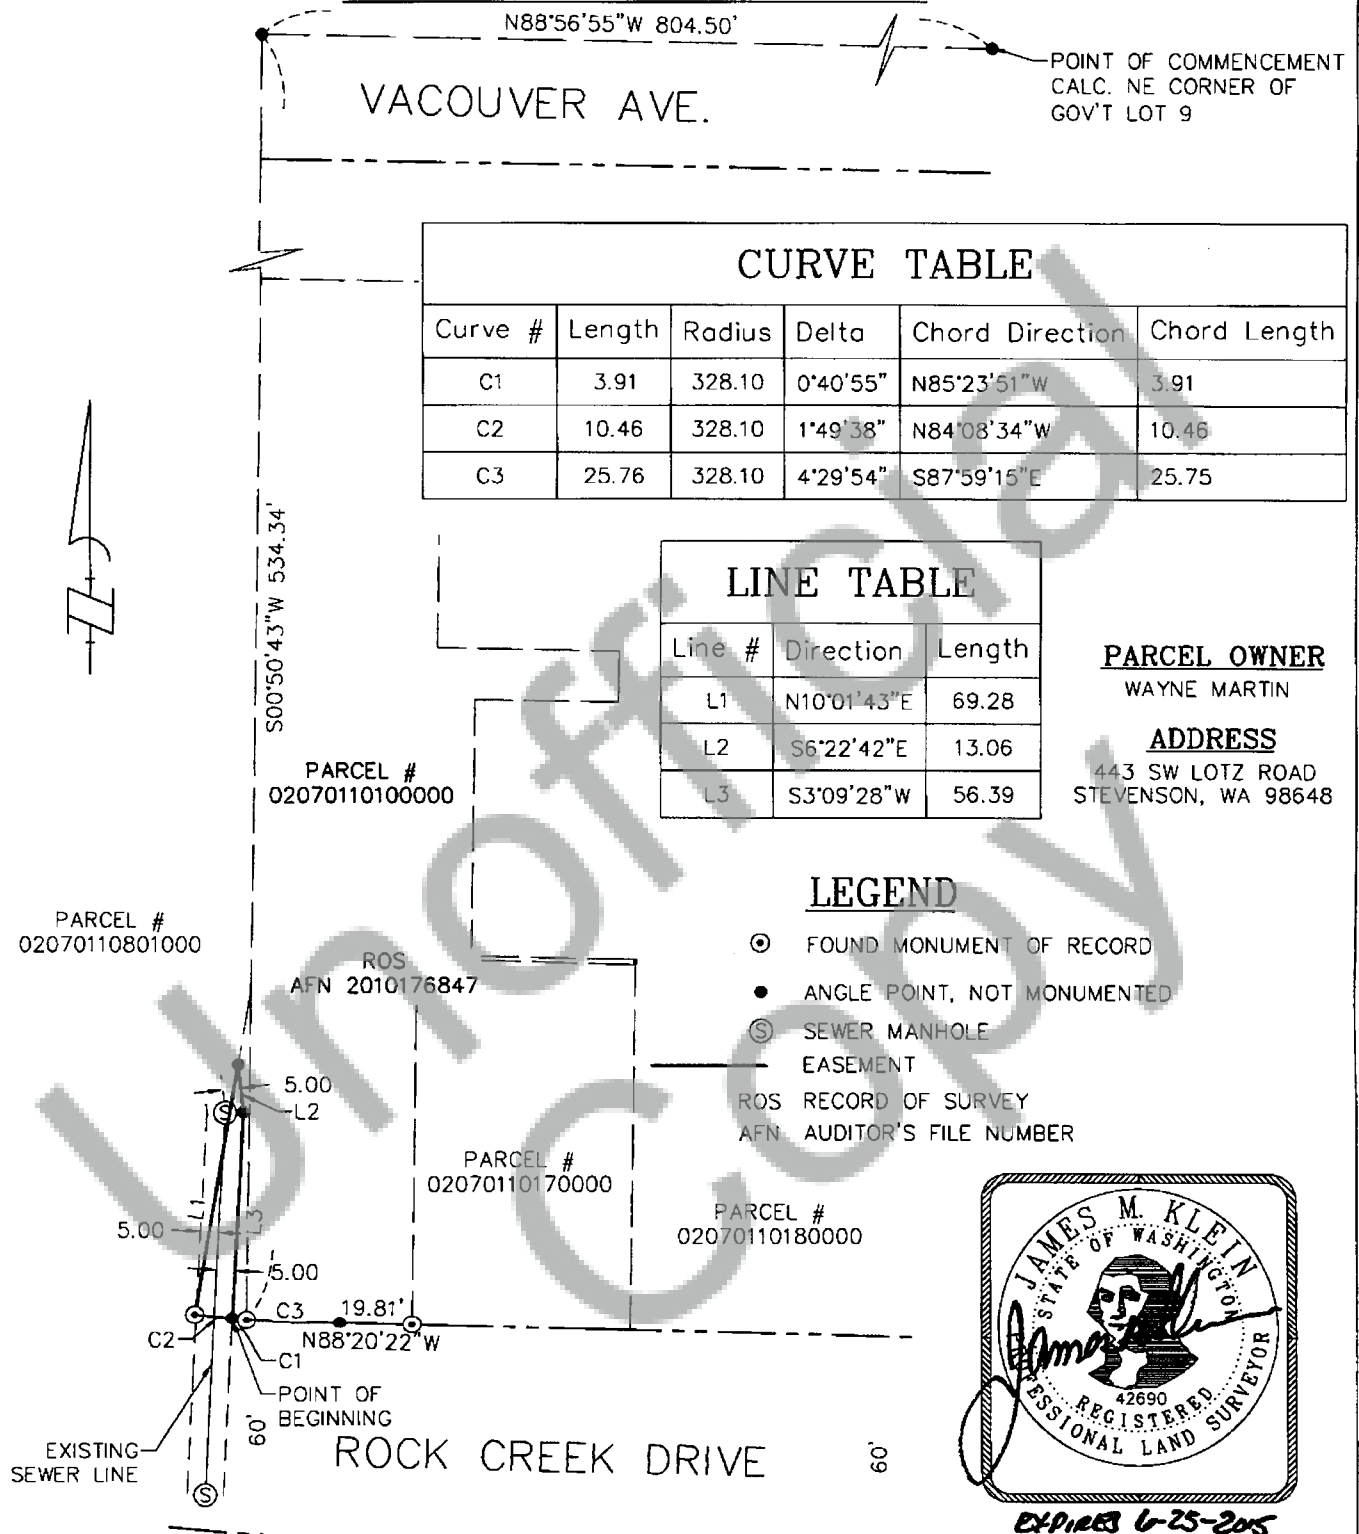 N88°56'55"W 804.50'
POINT OF COMMENCEMENT
CALC. NE CORNER OF
GOV'T LOT 9
VACOUVER AVE.
CURVE TABLE
Curve # Length Radius Delta Chord Direction Chord Length
C1 3.91 328.10 0°40'55" N85°23'51"W 3.91
C2 10.46 328.10 1°49'38" N84°08'34"W 10.46
C3 25.76 328.10 4°29'54" S87°59'15"E 25.75
S00°50'43"W 534.34'
LINE TABLE
Line # Direction Length
L1 N10°01'43"E 69.28
L2 S6°22'42"E 13.06
L3 S3°09'28"W 56.39
PARCEL OWNER
WAYNE MARTIN
ADDRESS
443 SW LOTZ ROAD
STEVENSON, WA 98648
PARCEL #
02070110100000
PARCEL #
02070110801000
ROS
AFN 2010176847
LEGEND
FOUND MONUMENT OF RECORD
ANGLE POINT, NOT MONUMENTED
S SEWER MANHOLE
EASEMENT
ROS RECORD OF SURVEY
AFN AUDITOR'S FILE NUMBER
5.00
L2
S
L1
L3
5.00
5.00
PARCEL #
02070110170000
PARCEL #
02070110180000
C3
19.81'
N88°20'22"W
C2
C1
POINT OF
BEGINNING
60'
EXISTING
SEWER LINE
S
ROCK CREEK DRIVE
60'
JAMES M. KLEIN
STATE OF WASHINGTON
42690
REGISTERED
PROFESSIONAL LAND SURVEYOR
EXPIRES 6-25-2015
Unofficial
Copy